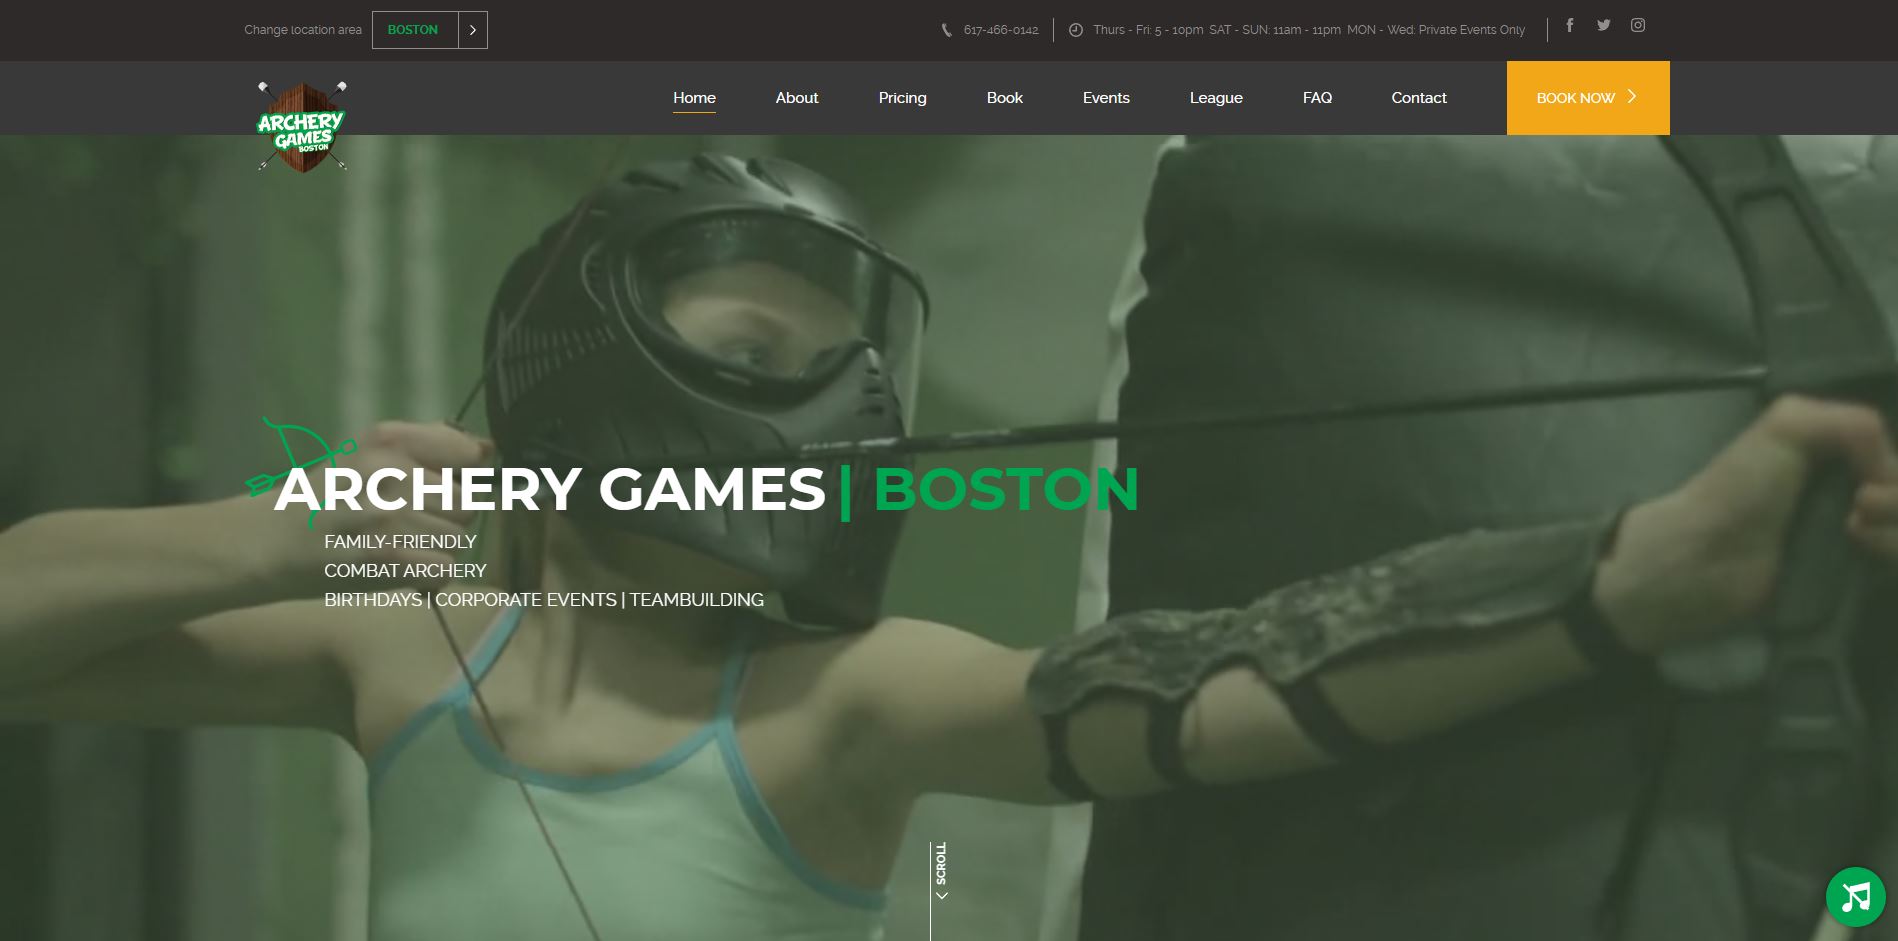 Change location area
BOSTON
617-466-0142
Thurs - Fri: 5 - 10pm SAT - SUN: 11am - 11pm MON - Wed: Private Events Only
ARCHERY
GAMES
BOSTON
Home
About
Pricing
Book
Events
League
FAQ
Contact
BOOK NOW
ARCHERY GAMES | BOSTON
FAMILY-FRIENDLY
COMBAT ARCHERY
BIRTHDAYS | CORPORATE EVENTS | TEAMBUILDING
SCROLL